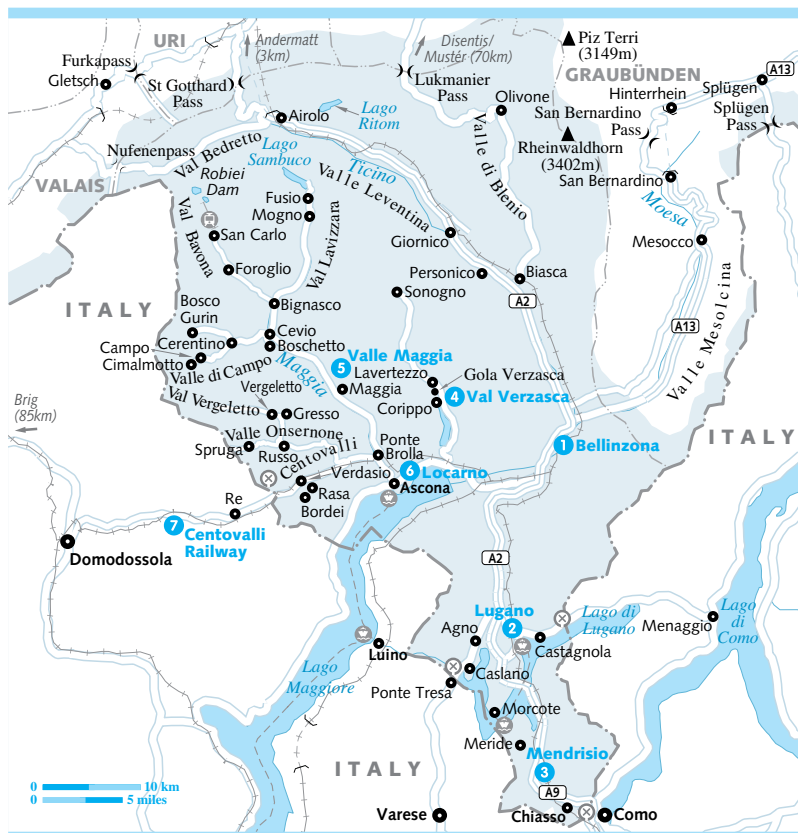 Andermatt
(3km)
Disentis/
Mustér (70km)
Piz Terri
(3149m)
URI
Furkapass
Gletsch
St Gotthard
Pass
Lukmanier
Pass
GRAUBÜNDEN
Hinterrhein
Splügen
A13
San Bernardino
Pass
Splügen
Pass
Olivone
Airolo
Lago
Ritom
Rheinwaldhorn
(3402m)
Nufenenpass
Val Bedretto
Lago
Sambuco
Ticino
Valle Leventina
Valle di Blenio
San Bernardino
VALAIS
Robiei
Dam
Fusio
Mogno
Moesa
Val Bavona
San Carlo
Val Lavizzara
Giornico
Mesocco
Foroglio
Personico
Biasca
Sonogno
A2
ITALY
Bignasco
Bosco
Gurin
Cevio
Cerentino
Boschetto
A13
Valle Mesolcina
Campo
Cimalmotto
Valle di Campo
Maggia
Valle Maggia
5
Lavertezzo
Gola Verzasca
Maggia
4
Val Verzasca
Corippo
Vergeletto
Val Vergeletto
Gresso
Brig
(85km)
Valle Onsernone
Spruga
Russo
Centovalli
Ponte
Brolla
1
Bellinzona
ITALY
6
Locarno
Verdasio
Ascona
Rasa
Bordei
Re
7
Centovalli
Railway
Domodossola
A2
Lugano
2
Lago di
Lugano
Menaggio
Lago
di
Como
Agno
Castagnola
Luino
Lago
Maggiore
Caslano
Ponte Tresa
Morcote
Meride
Mendrisio
3
ITALY
0 10 km
0 5 miles
A9
Varese
Chiasso
Como